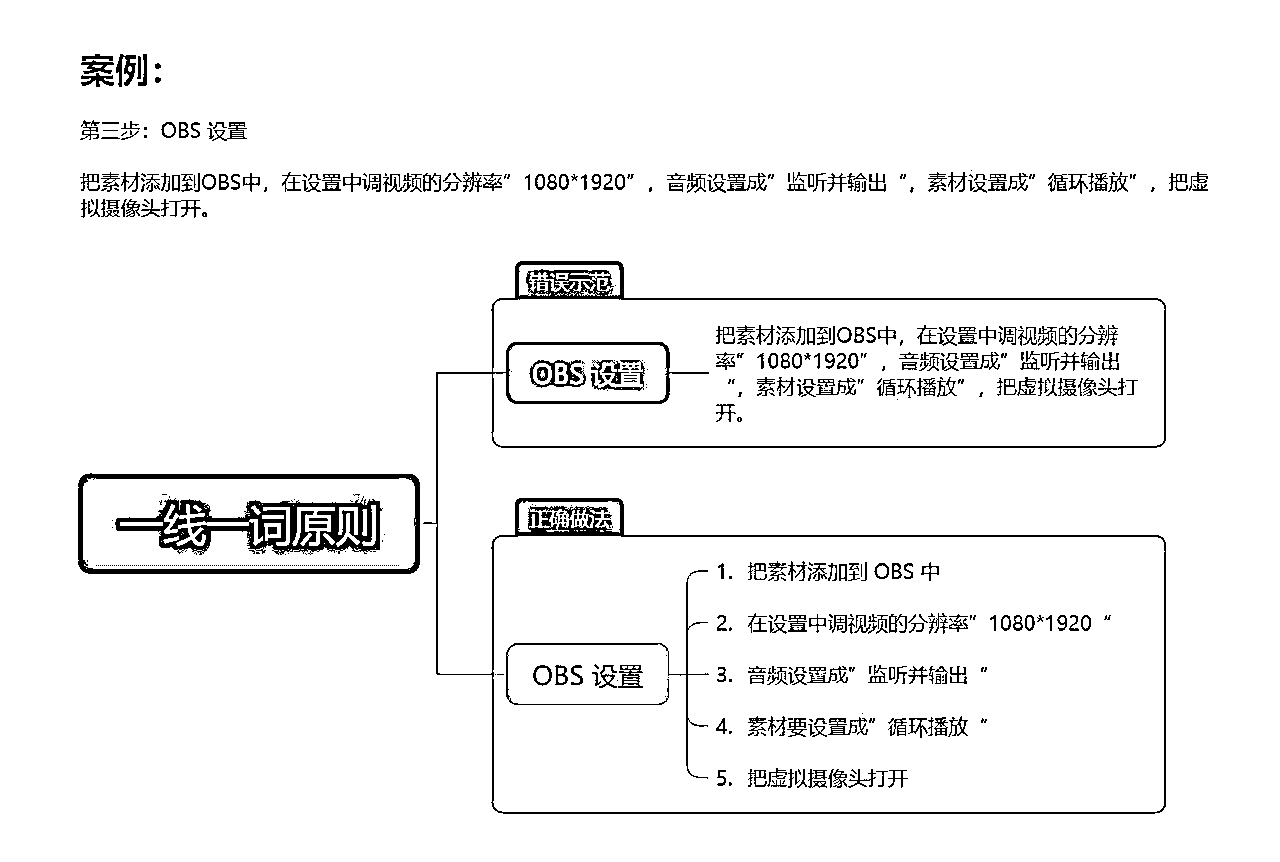 案例：
第三步：OBS 设置
把素材添加到OBS中，在设置中调视频的分辨率”1080*1920”，音频设置成”监听并输出“，素材设置成”循环播放”，把虚
拟摄像头打开。
错误示范
OBS 设置
把素材添加到OBS中，在设置中调视频的分辨
率”1080*1920”，音频设置成”监听并输出
“，素材设置成”循环播放”，把虚拟摄像头打
开。
一线一词原则
正确做法
OBS 设置
1. 把素材添加到 OBS 中
2. 在设置中调视频的分辨率”1080*1920“
3. 音频设置成”监听并输出“
4. 素材要设置成”循环播放“
5. 把虚拟摄像头打开